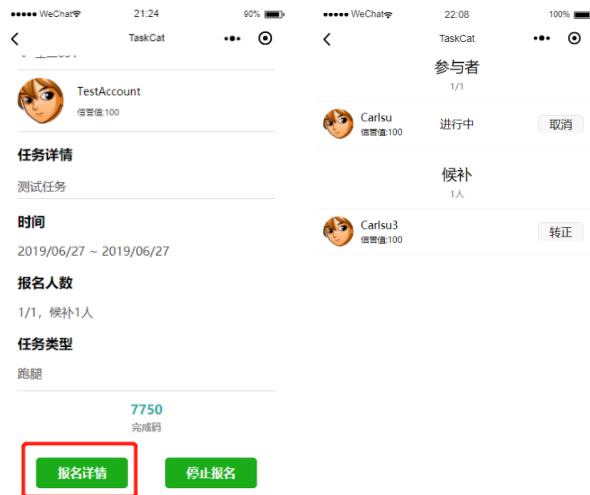 WeChat
21:24
90%
TaskCat
TestAccount
信誉值:100
任务详情
测试任务
时间
2019/06/27 ~ 2019/06/27
报名人数
1/1，候补1人
任务类型
跑腿
7750
完成码
报名详情
停止报名
WeChat
22:08
100%
TaskCat
参与者
1/1
Carlsu
信誉值:100
进行中
取消
候补
1人
Carlsu3
信誉值:100
转正